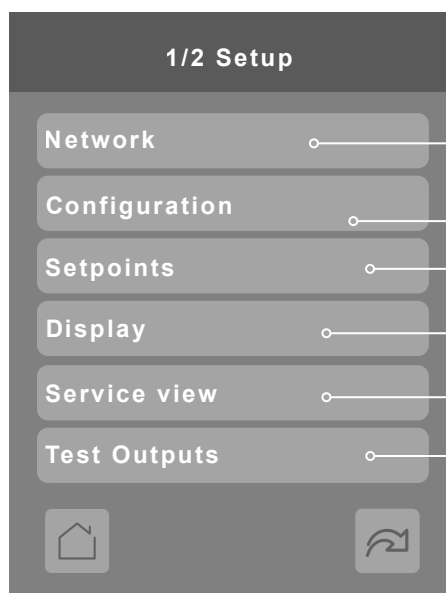 1/2 Setup
Network
Configuration
Setpoints
Display
Service view
Test Outputs